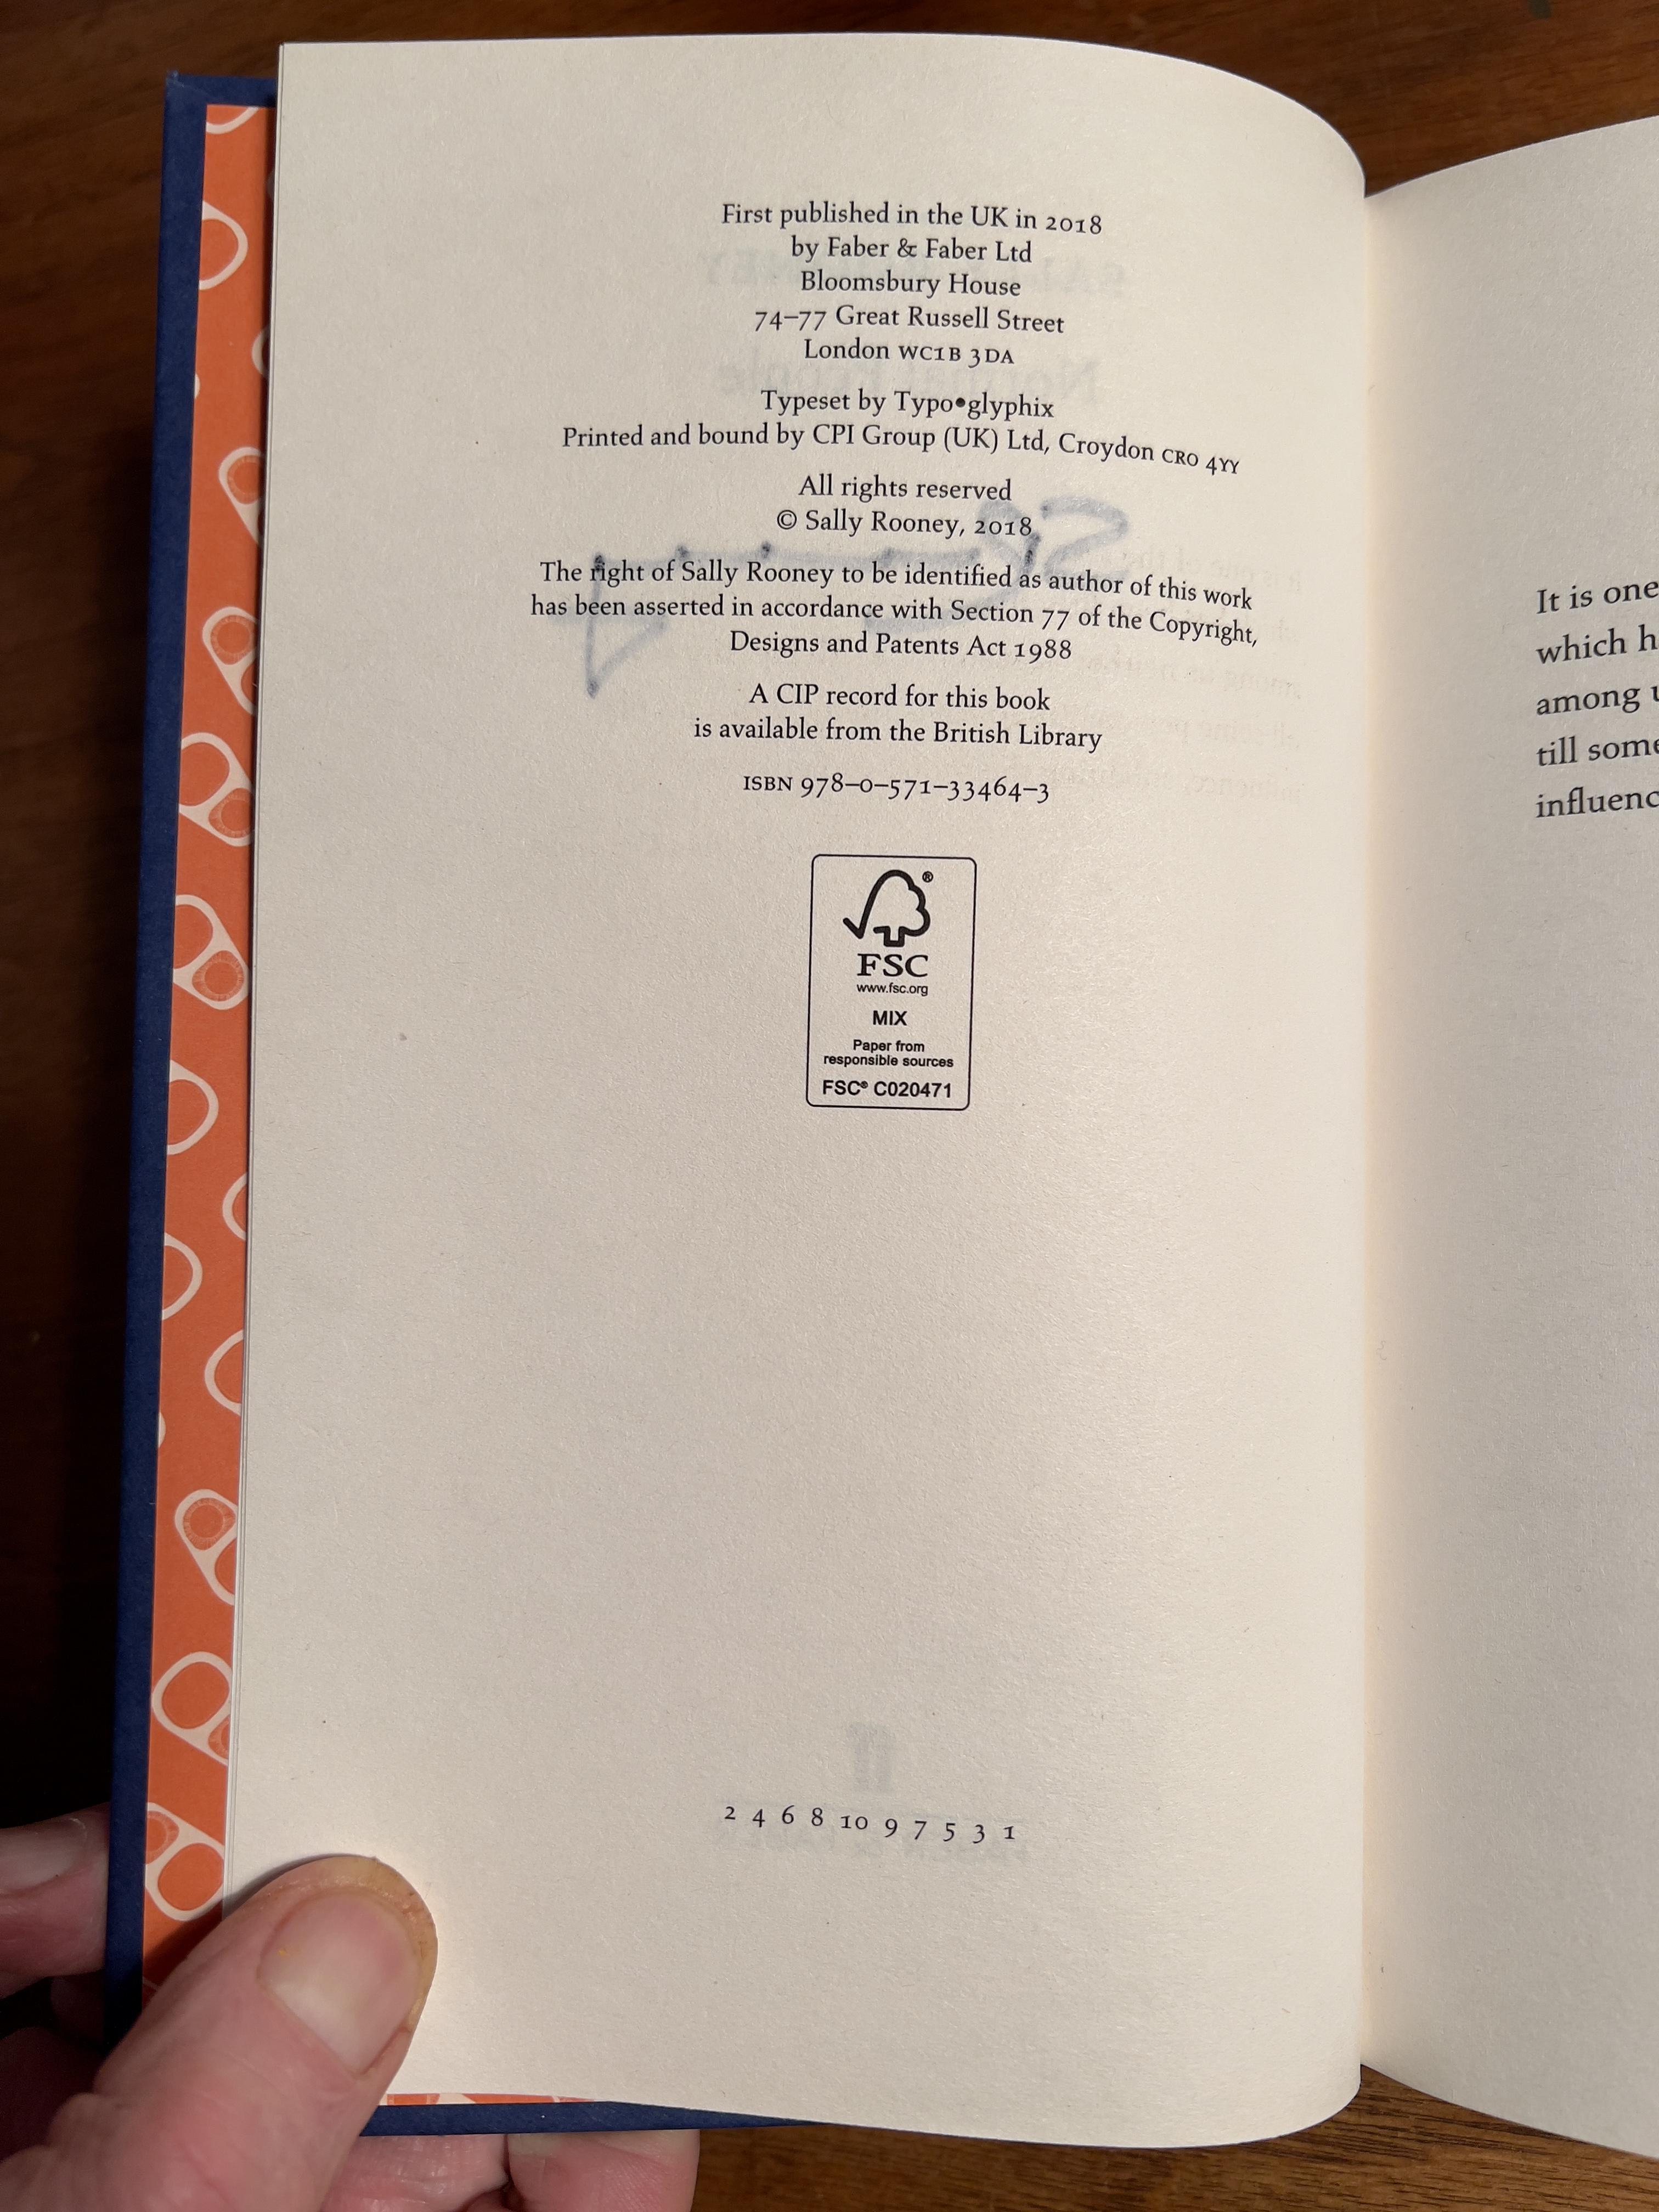 First published in the UK in 2018
by Faber & Faber Ltd
Bloomsbury House
74–77 Great Russell Street
London WC1B 3DA
Typeset by Typo•glyphix
Printed and bound by CPI Group (UK) Ltd, Croydon CR0 4YY
All rights reserved
© Sally Rooney, 2018
The right of Sally Rooney to be identified as author of this work
has been asserted in accordance with Section 77 of the Copyright,
Designs and Patents Act 1988
A CIP record for this book
is available from the British Library
ISBN 978–0–571–33464–3
®
FSC
www.fsc.org
MIX
Paper from
responsible sources
FSC® C020471
2 4 6 8 10 9 7 5 3 1
It is one
which h
among u
till some
influenc